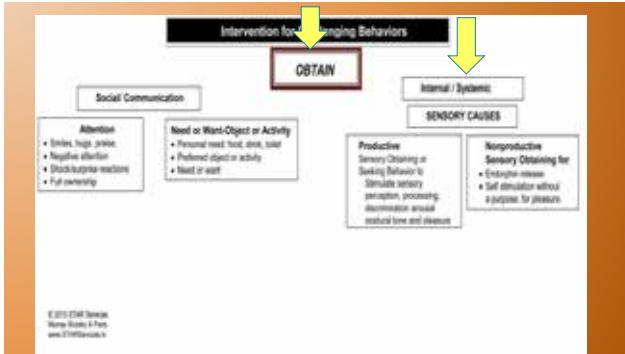 Intervention for Challenging Behaviors
OBTAIN
Social/ Communication
Internal / Systemic
SENSORY CAUSES
Attention
• Smiles, hugs, praise,
• Negative attention
• Shock/surprise reactions
• Full ownership
Need or Want-Object or Activity
• Personal need: food, drink, toilet
• Preferred object or activity
• Need or want
Productive
Sensory Obtaining or
Seeking Behavior to
Stimulate sensory
perception, processing,
discrimination arousal
postural tone and pleasure
Nonproductive
Sensory Obtaining for
• Endorphin release
• Self stimulation without
a purpose, for pleasure
© 2015 STAR Services